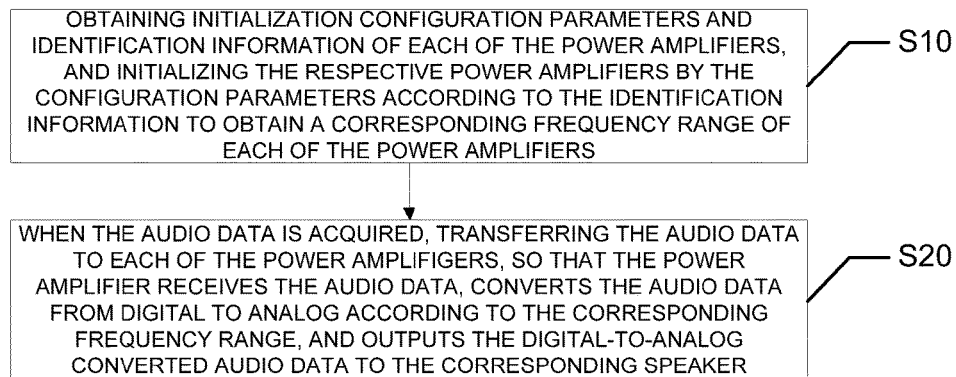 OBTAINING INITIALIZATION CONFIGURATION PARAMETERS AND
IDENTIFICATION INFORMATION OF EACH OF THE POWER AMPLIFIERS,
AND INITIALIZING THE RESPECTIVE POWER AMPLIFIERS BY THE
CONFIGURATION PARAMETERS ACCORDING TO THE IDENTIFICATION
INFORMATION TO OBTAIN A CORRESPONDING FREQUENCY RANGE OF
EACH OF THE POWER AMPLIFIERS
S10
WHEN THE AUDIO DATA IS ACQUIRED, TRANSFERRING THE AUDIO DATA
TO EACH OF THE POWER AMPLIFIGERS, SO THAT THE POWER
AMPLIFIER RECEIVES THE AUDIO DATA, CONVERTS THE AUDIO DATA
FROM DIGITAL TO ANALOG ACCORDING TO THE CORRESPONDING
FREQUENCY RANGE, AND OUTPUTS THE DIGITAL-TO-ANALOG
CONVERTED AUDIO DATA TO THE CORRESPONDING SPEAKER
S20